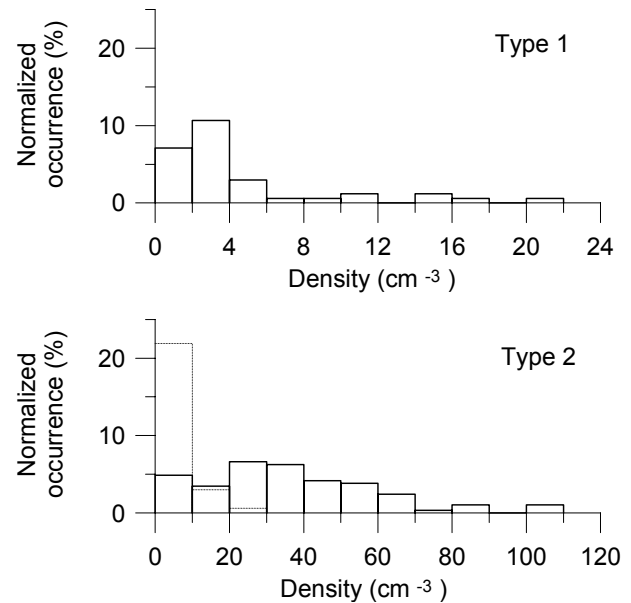 Type 1
Normalized
occurrence (%)
20
10
0
0 4 8 12 16 20 24
Density (cm -3 )
Type 2
Normalized
occurrence (%)
20
10
0
0 20 40 60 80 100 120
Density (cm -3 )